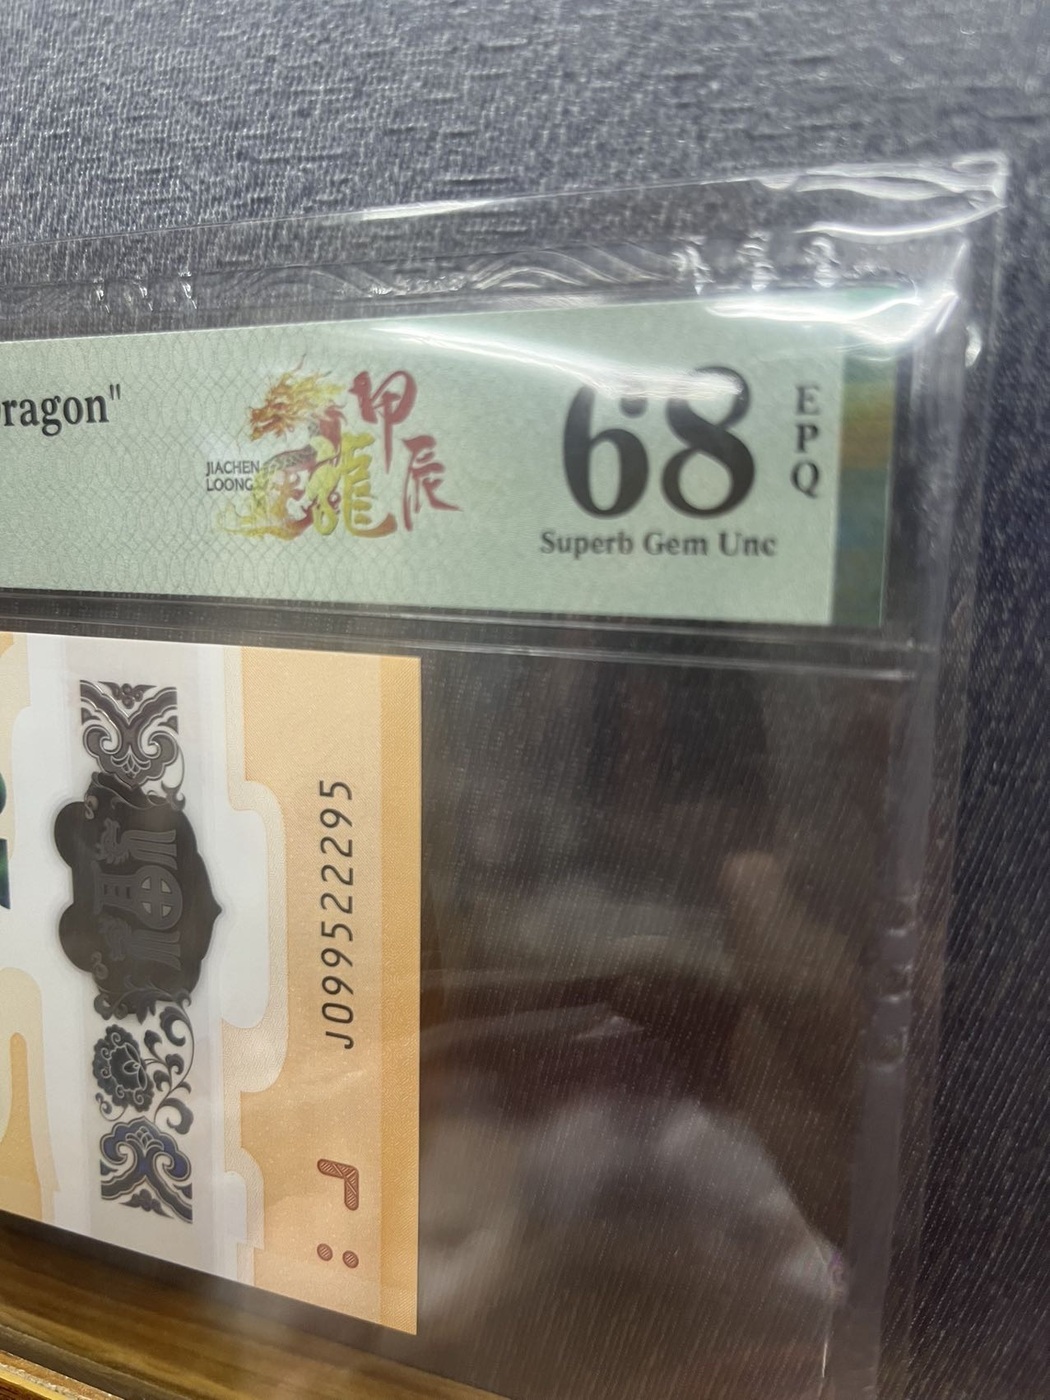 ragon"
JIACHEN
LOONG
甲辰
龍
68
EPQ
Superb Gem Unc
J099522295